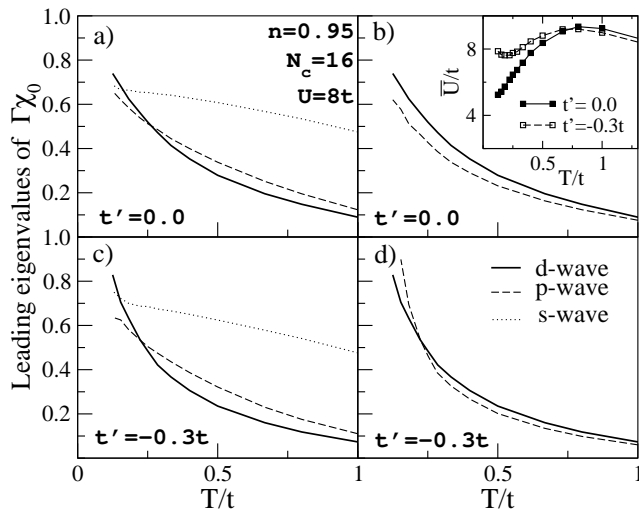 Leading eigenvalues of Γχ₀
1.0
0.8
0.6
0.4
0.2
1.0
0.8
0.6
0.4
0.2
0
0.5
1
0.5
1
T/t
T/t
a)
n=0.95
N_c=16
U=8t
t'=0.0
b)
t'=0.0
8
4
Ū/t
0.5
1
T/t
t'= 0.0
t'=-0.3t
c)
t'=-0.3t
d)
d-wave
p-wave
s-wave
t'=-0.3t